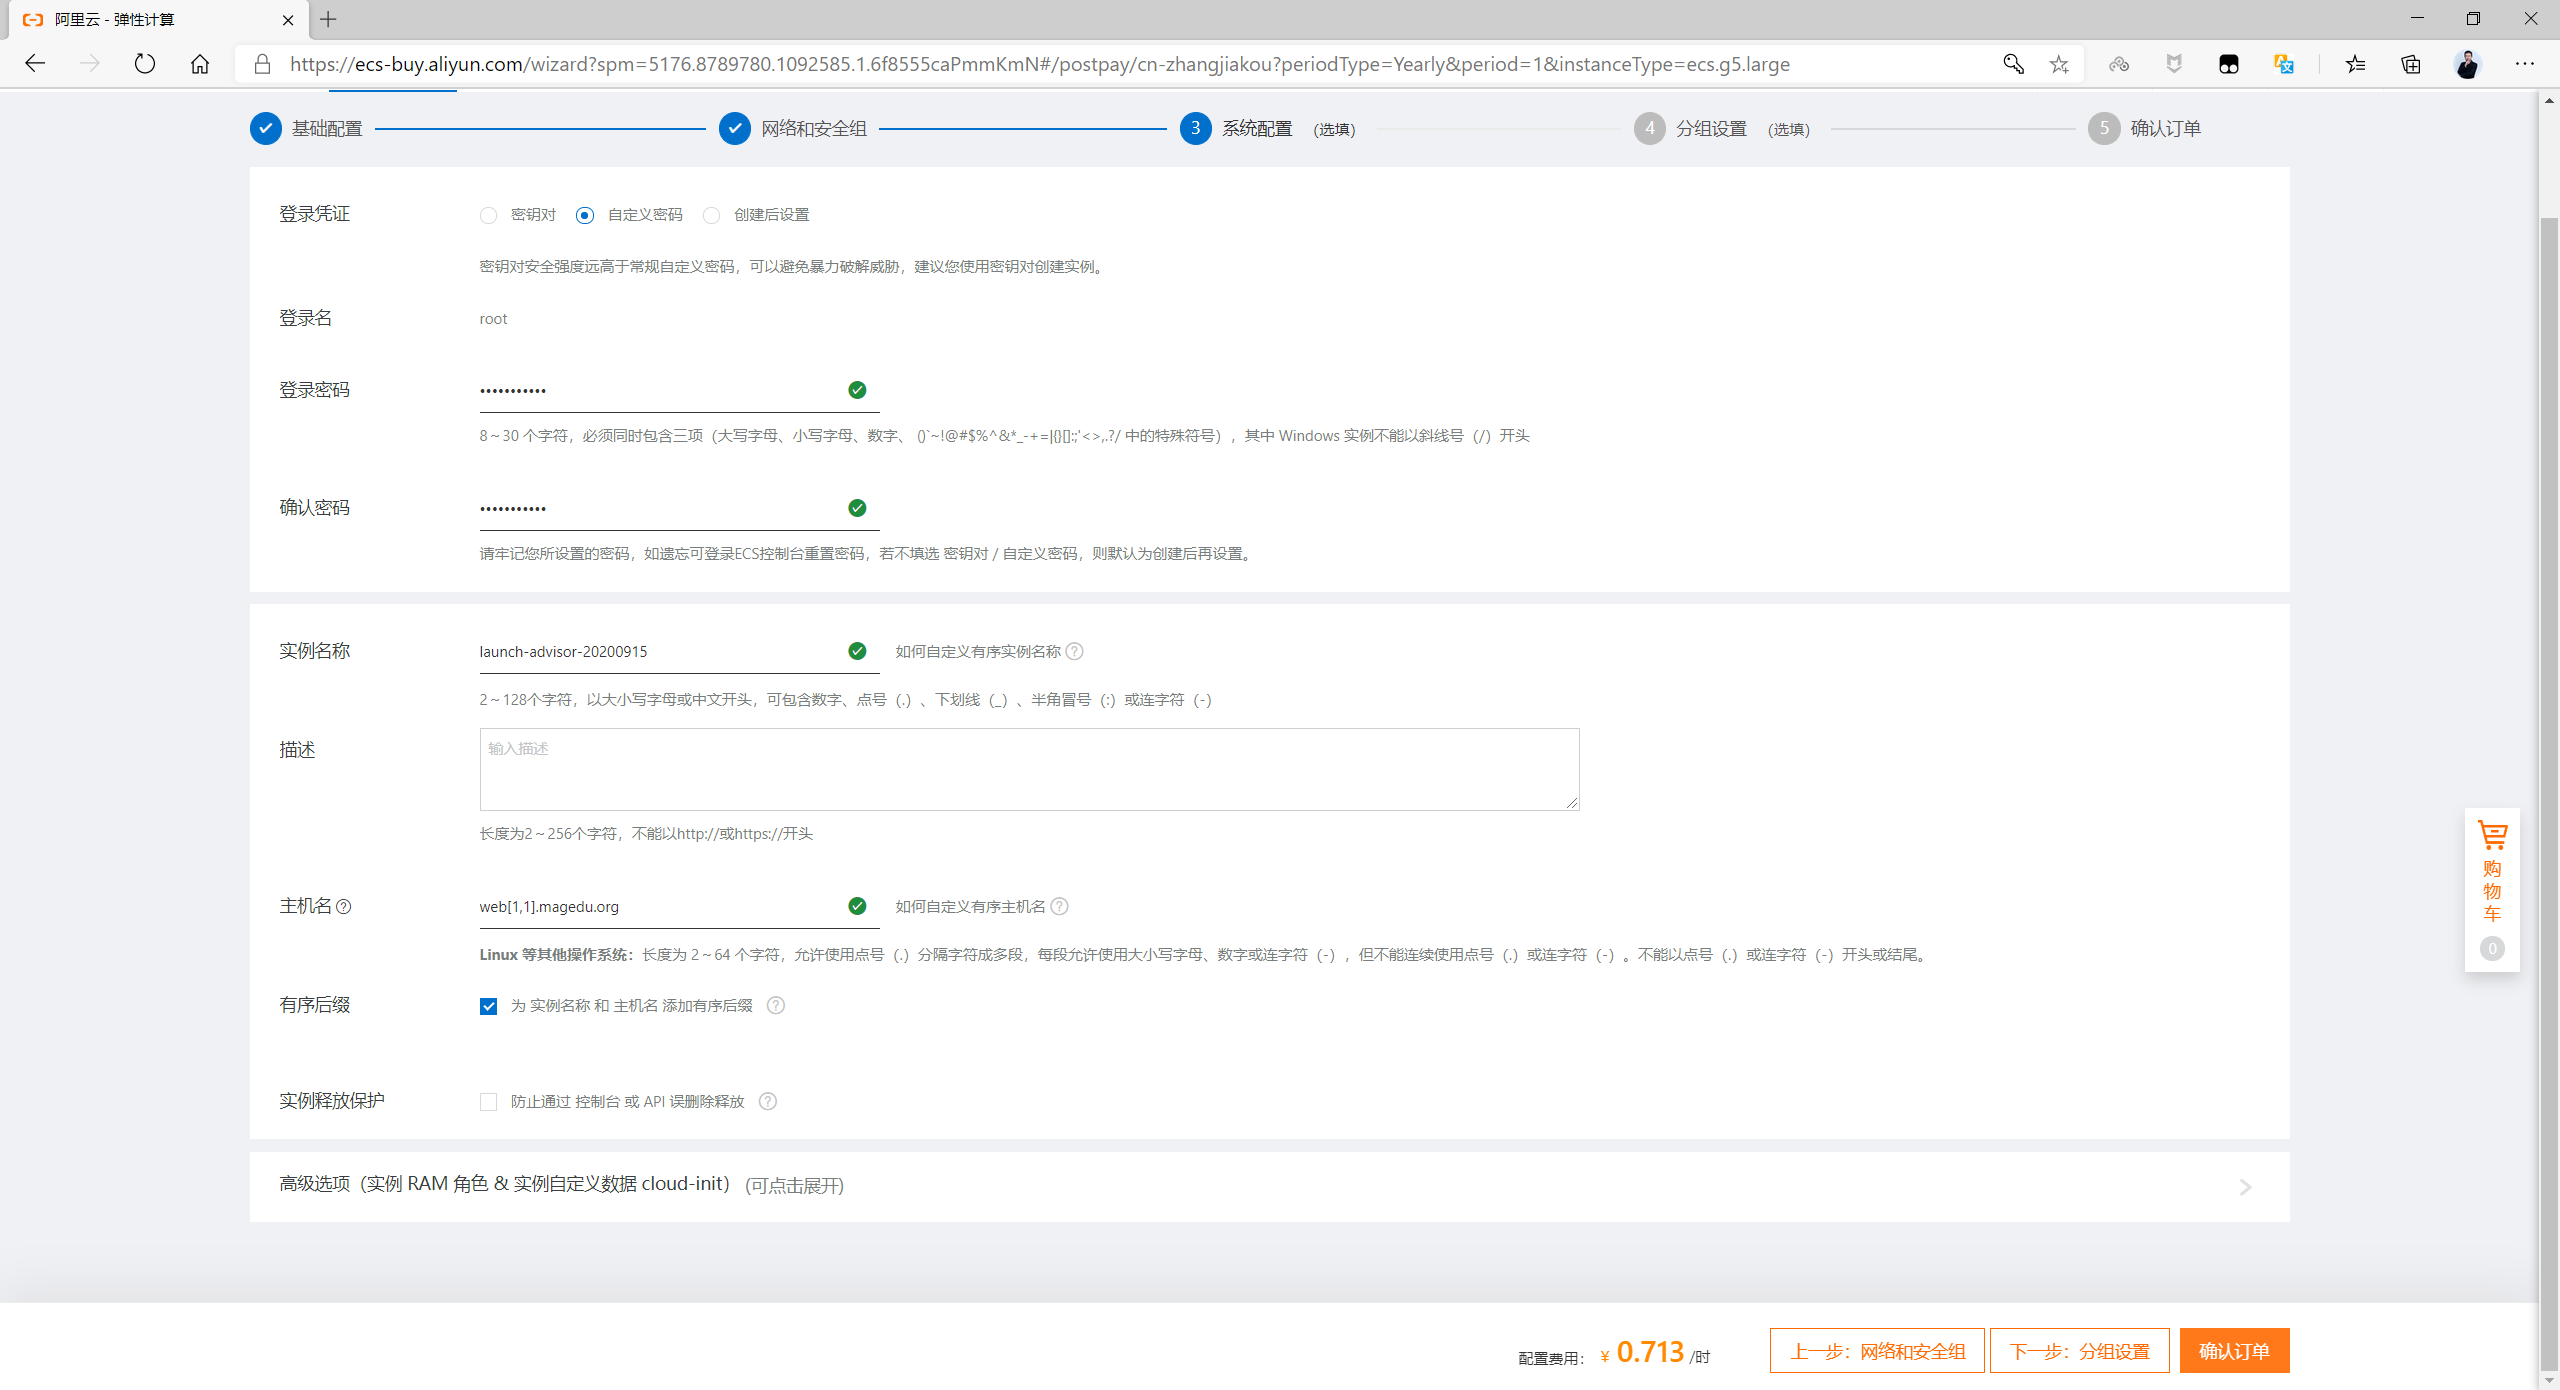 阿里云 - 弹性计算
https://ecs-buy.aliyun.com/wizard?spm=5176.8789780.1092585.1.6f8555caPmmKmN#/postpay/cn-zhangjiakou?periodType=Yearly&period=1&instanceType=ecs.g5.large
基础配置
网络和安全组
3 系统配置 （选填）
4 分组设置 （选填）
5 确认订单
登录凭证
密钥对 自定义密码 创建后设置
密钥对安全强度远高于常规自定义密码，可以避免暴力破解威胁，建议您使用密钥对创建实例。
登录名 root
登录密码 •••••••••••
8～30 个字符，必须同时包含三项（大写字母、小写字母、数字、 ()`~!@#$%^&*_-+=|{}[]:;'<>,.?/ 中的特殊符号），其中 Windows 实例不能以斜线号（/）开头
确认密码 •••••••••••
请牢记您所设置的密码，如遗忘可登录ECS控制台重置密码，若不填选 密钥对 / 自定义密码，则默认为创建后再设置。
实例名称 launch-advisor-20200915 如何自定义有序实例名称 ?
2～128个字符，以大小写字母或中文开头，可包含数字、点号（.）、下划线（_）、半角冒号（:）或连字符（-）
描述 输入描述
长度为2～256个字符，不能以http://或https://开头
主机名 ? web[1,1].magedu.org 如何自定义有序主机名 ?
Linux 等其他操作系统：长度为 2～64 个字符，允许使用点号（.）分隔字符成多段，每段允许使用大小写字母、数字或连字符（-），但不能连续使用点号（.）或连字符（-）。不能以点号（.）或连字符（-）开头或结尾。
有序后缀 为 实例名称 和 主机名 添加有序后缀 ?
实例释放保护 防止通过 控制台 或 API 误删除释放 ?
高级选项（实例 RAM 角色 & 实例自定义数据 cloud-init） (可点击展开)
购物车
0
配置费用： ¥ 0.713 /时
上一步：网络和安全组
下一步：分组设置
确认订单